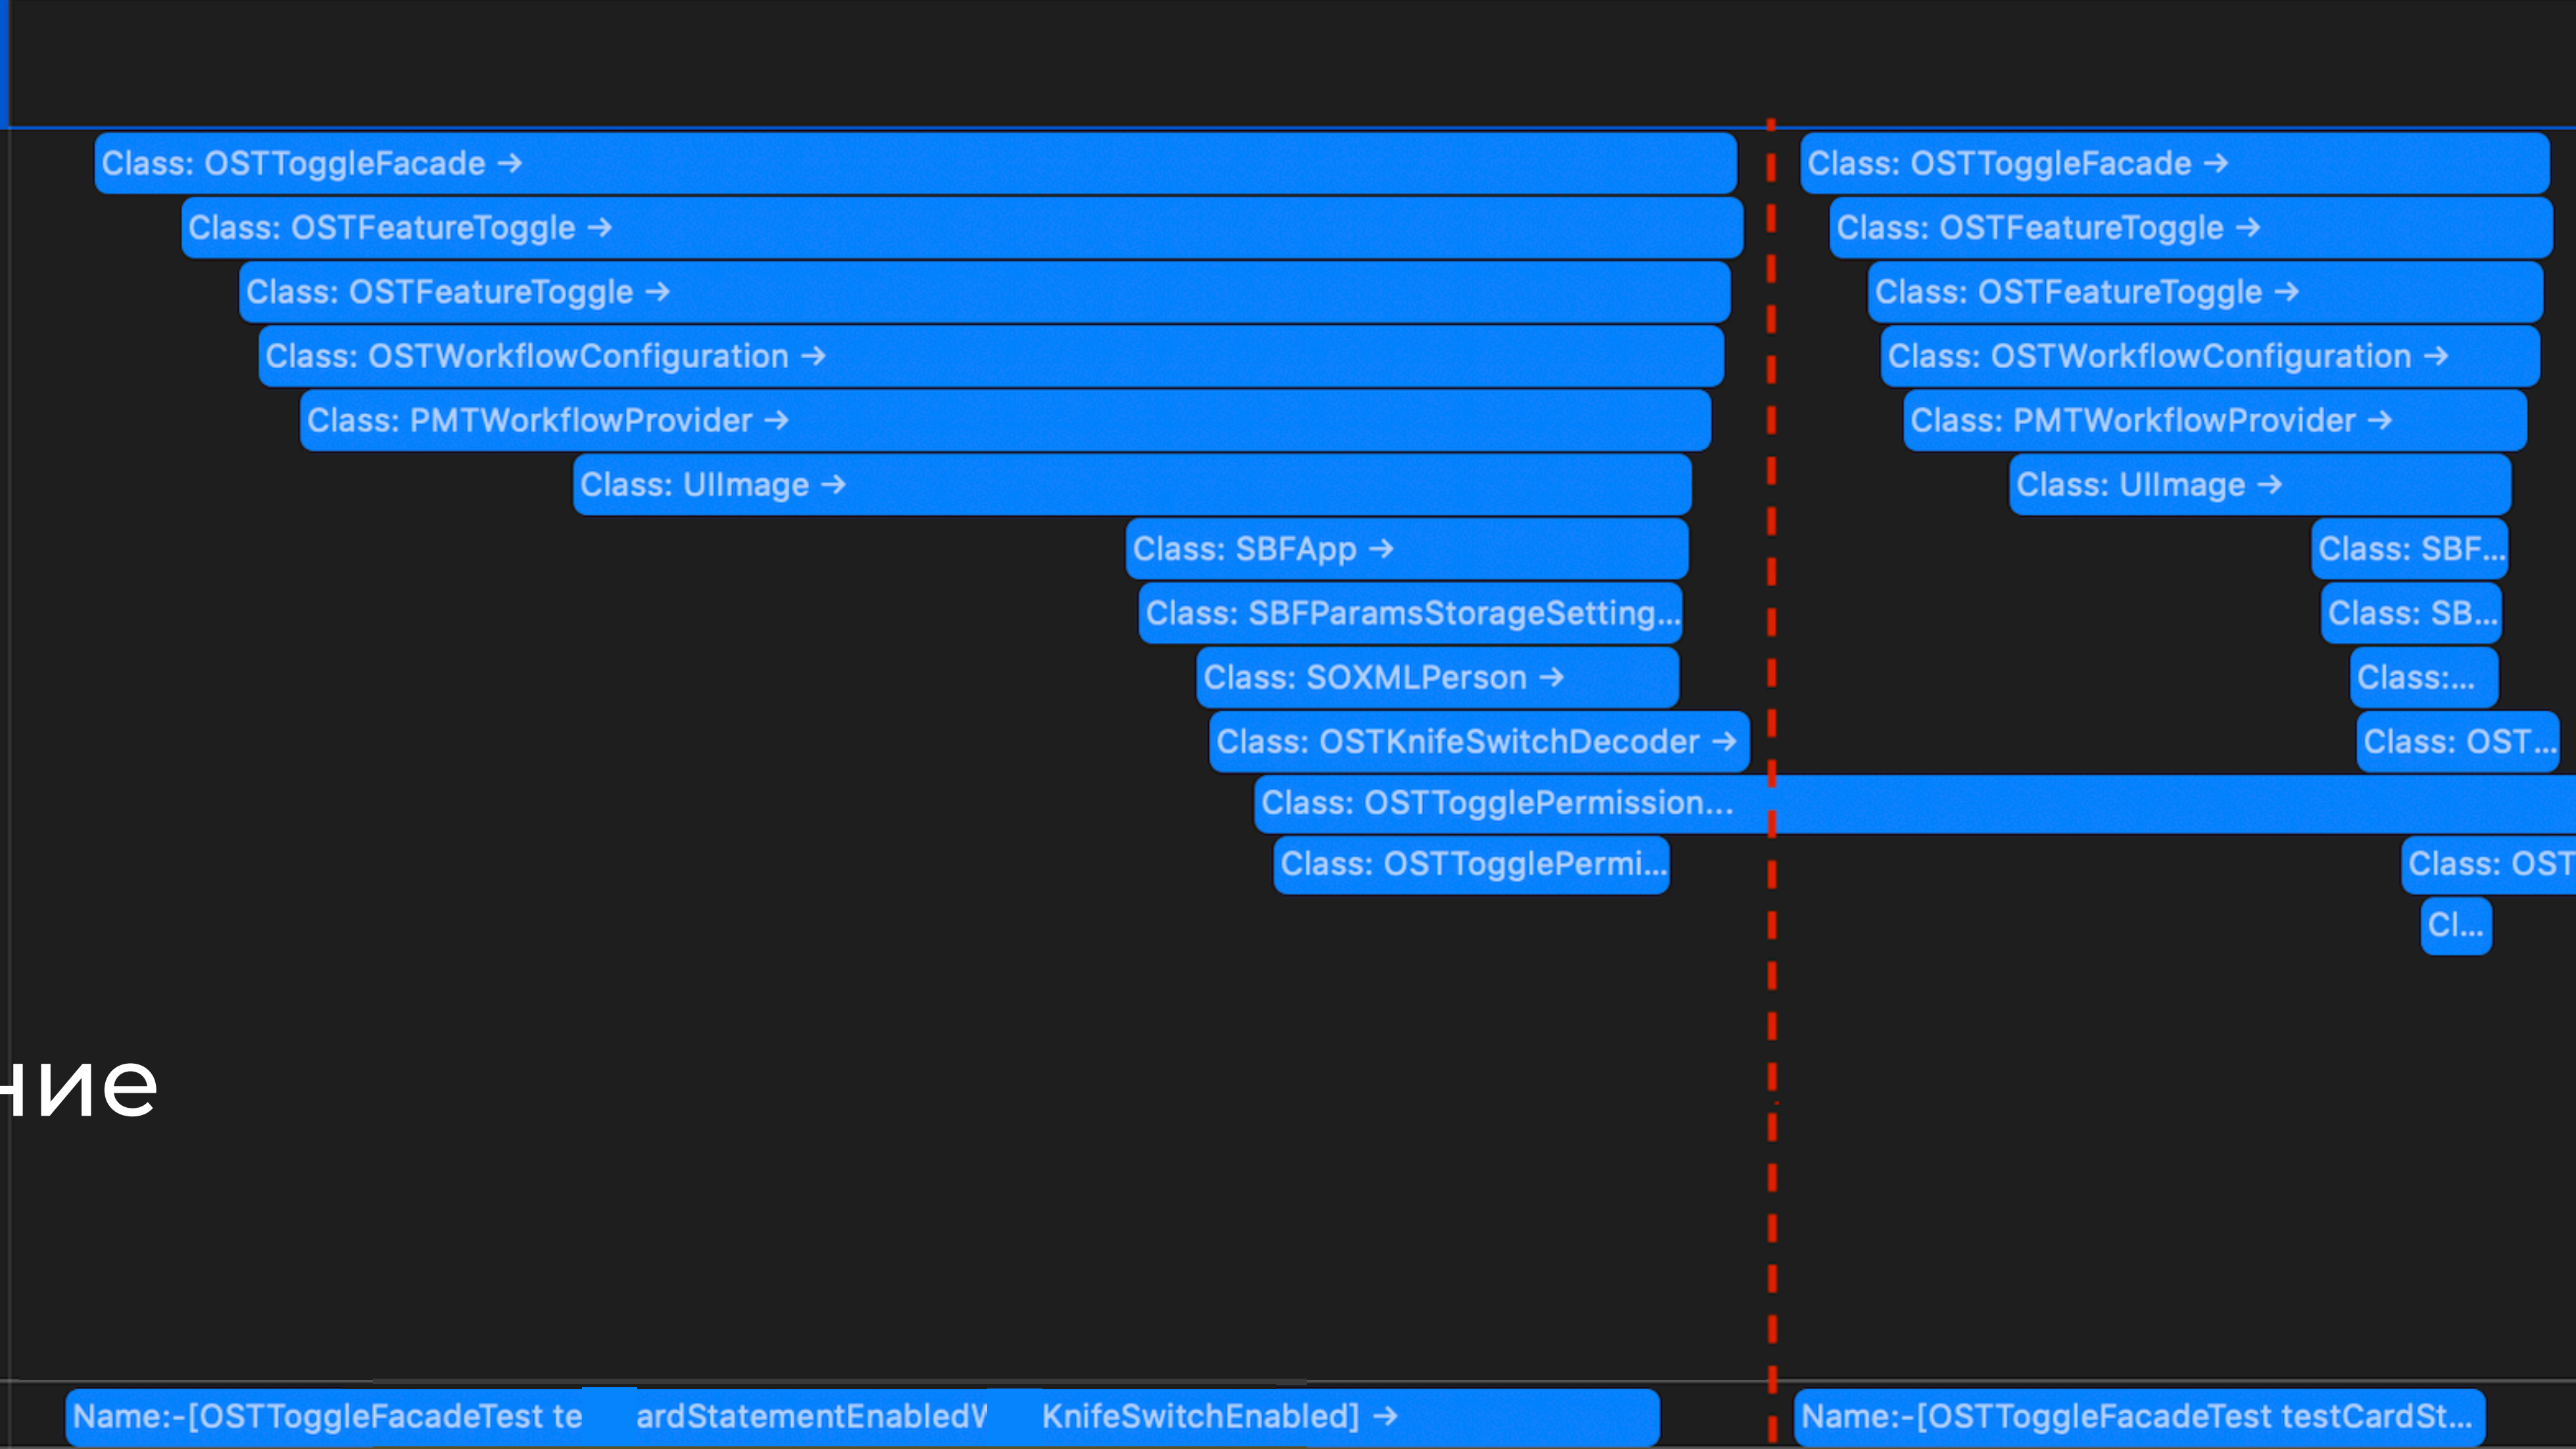 Class: OSTToggleFacade →
Class: OSTFeatureToggle →
Class: OSTFeatureToggle →
Class: OSTWorkflowConfiguration →
Class: PMTWorkflowProvider →
Class: UIImage →
Class: SBFApp →
Class: SBFParamsStorageSetting...
Class: SOXMLPerson →
Class: OSTKnifeSwitchDecoder →
Class: OSTTogglePermission...
Class: OSTTogglePermi...
Class: OSTToggleFacade →
Class: OSTFeatureToggle →
Class: OSTFeatureToggle →
Class: OSTWorkflowConfiguration →
Class: PMTWorkflowProvider →
Class: UIImage →
Class: SBF...
Class: SB...
Class:...
Class: OST...
Class: OST
Cl...
ние
Name:-[OSTToggleFacadeTest te ardStatementEnabledW KnifeSwitchEnabled] →
Name:-[OSTToggleFacadeTest testCardSt...